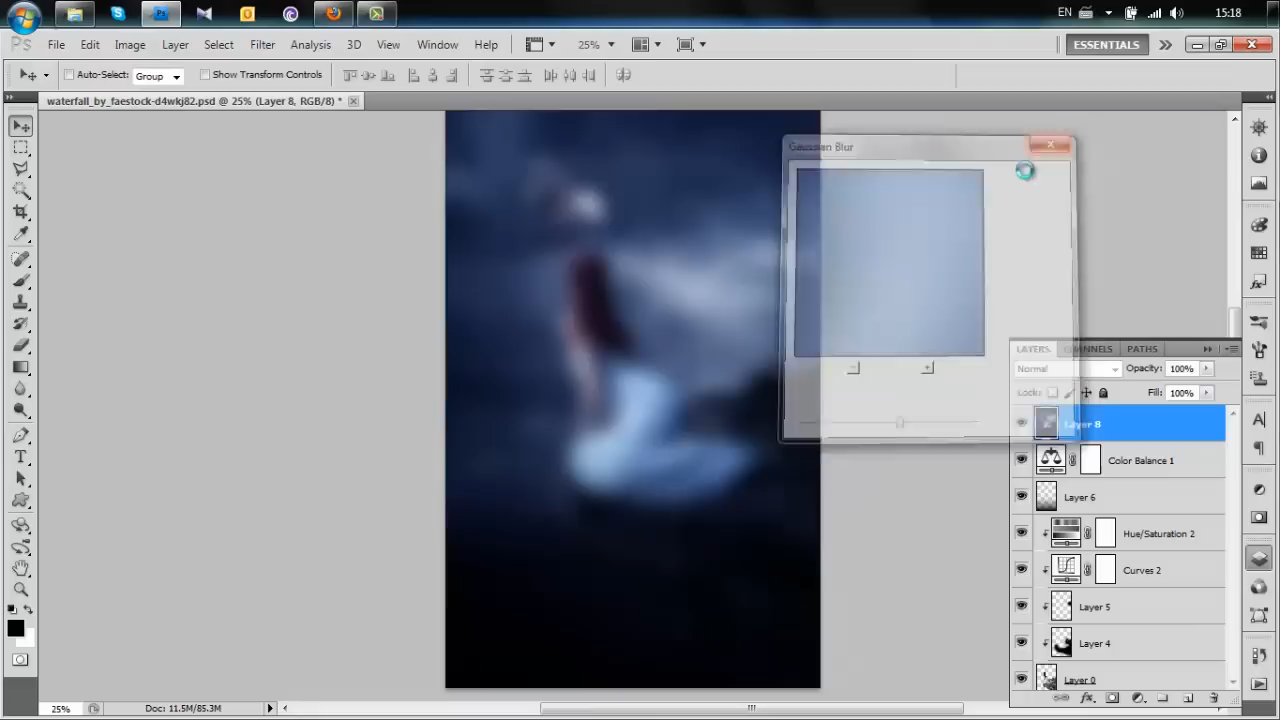 EN
15:18
Ps
File Edit Image Layer Select Filter Analysis 3D View Window Help
25%
ESSENTIALS
Auto-Select: Group Show Transform Controls
waterfall_by_faestock-d4wkj82.psd @ 25% (Layer 8, RGB/8) *
Gaussian Blur
LAYERS CHANNELS PATHS
Normal Opacity: 100%
Lock: Fill: 100%
Layer 8
Color Balance 1
Layer 6
Hue/Saturation 2
Curves 2
Layer 5
Layer 4
Layer 0
25% Doc: 11.5M/85.3M